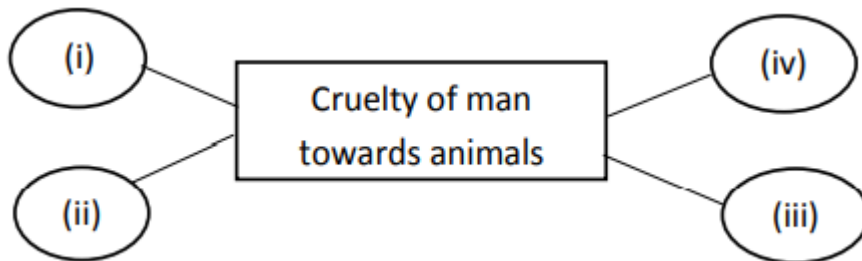 (i)
(iv)
Cruelty of man
towards animals
(ii)
(iii)